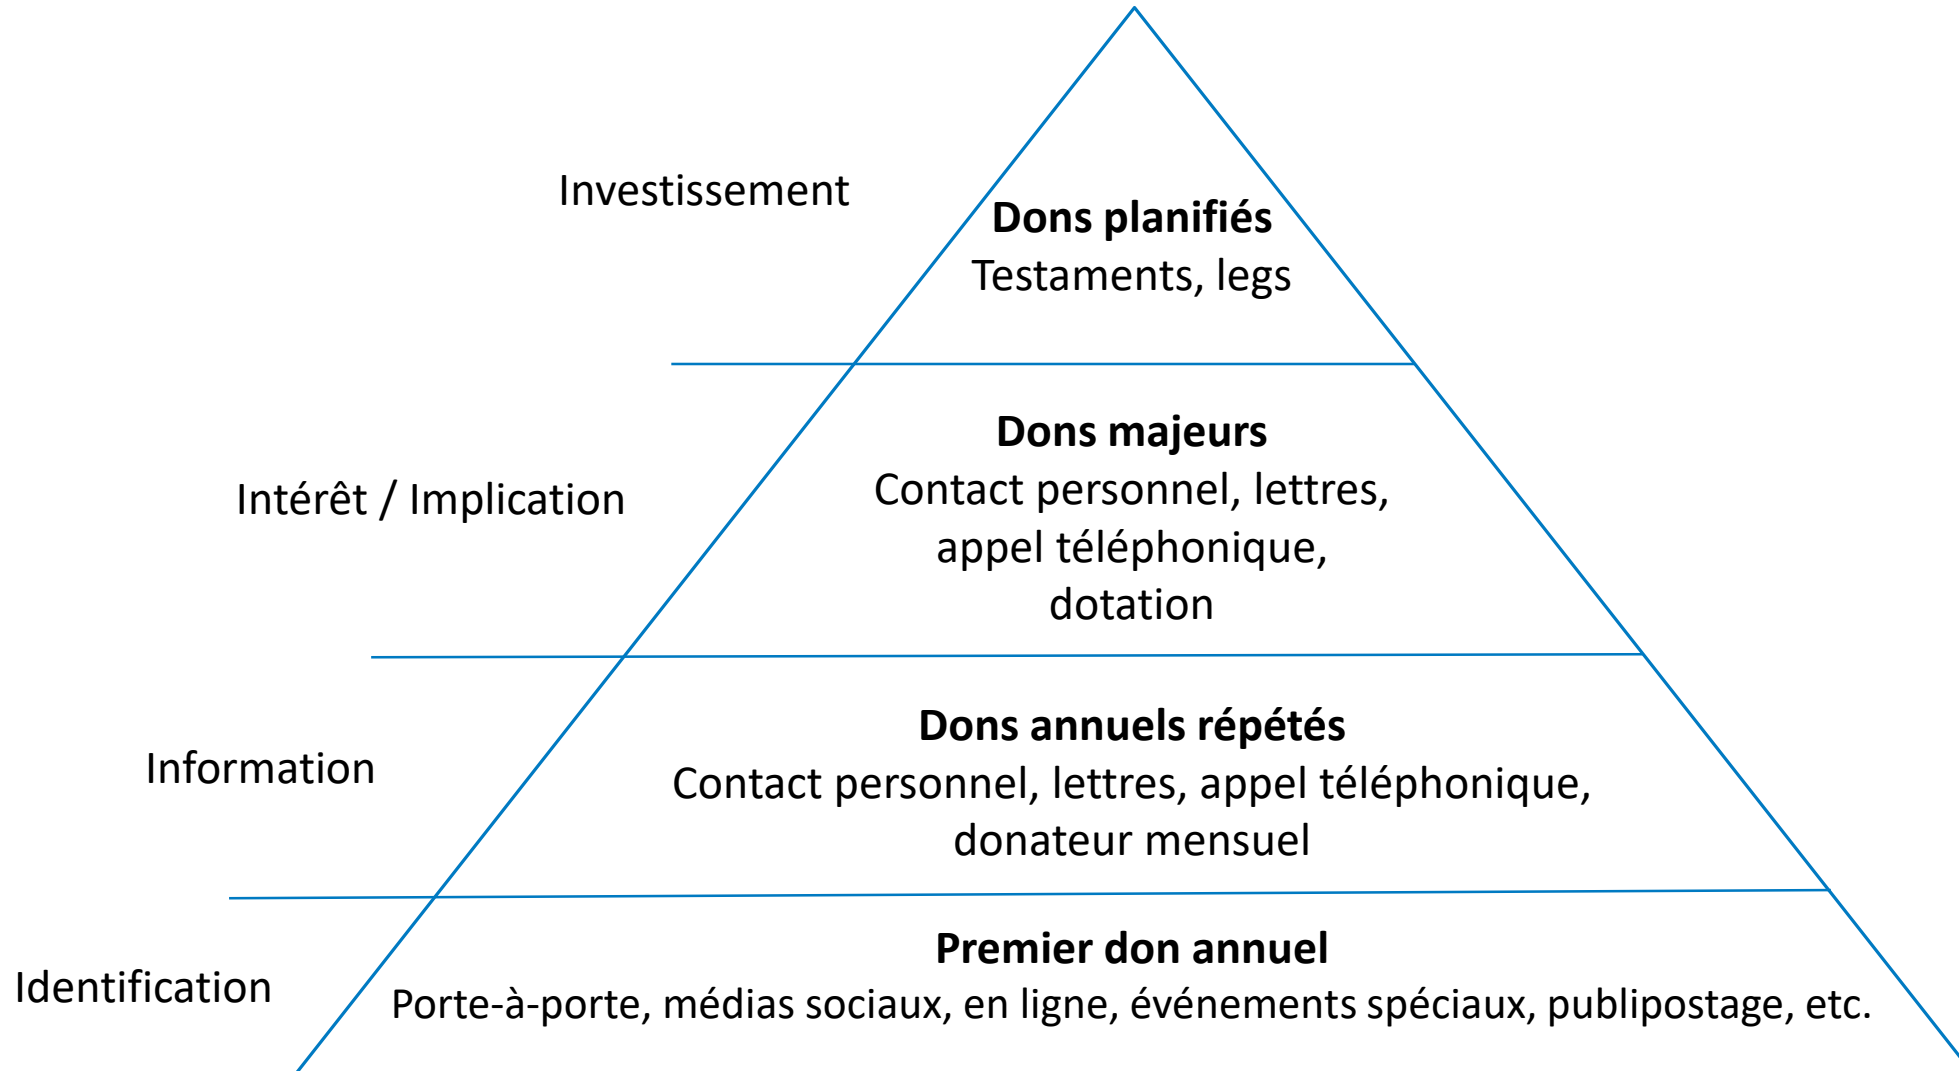 Investissement
Dons planifiés
Testaments, legs
Intérêt / Implication
Dons majeurs
Contact personnel, lettres,
appel téléphonique,
dotation
Information
Dons annuels répétés
Contact personnel, lettres, appel téléphonique,
donateur mensuel
Identification
Premier don annuel
Porte-à-porte, médias sociaux, en ligne, événements spéciaux, publipostage, etc.